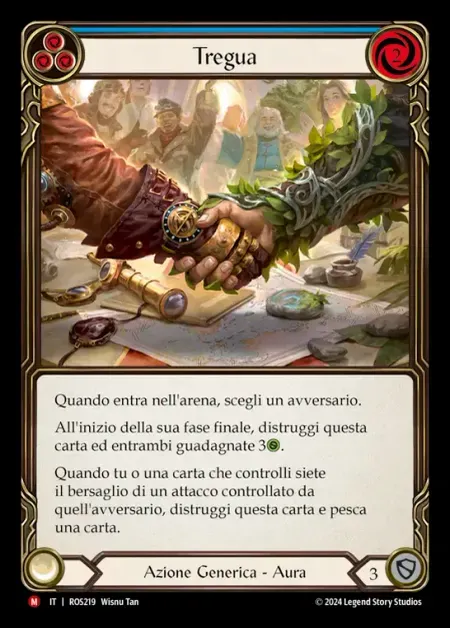 2
Tregua
Quando entra nell'arena, scegli un avversario.
All'inizio della sua fase finale, distruggi questa
carta ed entrambi guadagnate 3.
Quando tu o una carta che controlli siete
il bersaglio di un attacco controllato da
quell'avversario, distruggi questa carta e pesca
una carta.
Azione Generica - Aura
3
M IT | ROS219 Wisnu Tan
© 2024 Legend Story Studios